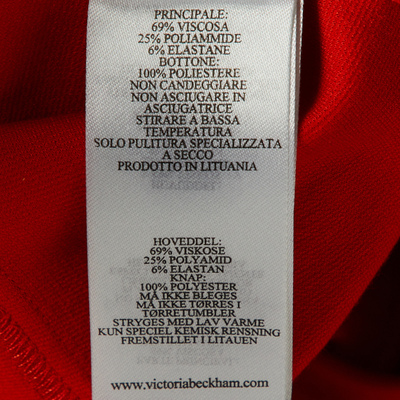 PRINCIPALE:
69% VISCOSA
25% POLIAMMIDE
6% ELASTANE
BOTTONE:
100% POLIESTERE
NON CANDEGGIARE
NON ASCIUGARE IN
ASCIUGATRICE
STIRARE A BASSA
TEMPERATURA
SOLO PULITURA SPECIALIZZATA
A SECCO
PRODOTTO IN LITUANIA
HOVEDDEL:
69% VISKOSE
25% POLYAMID
6% ELASTAN
KNAP:
100% POLYESTER
MÅ IKKE BLEGES
MÅ IKKE TØRRES I
TØRRETUMBLER
STRYGES MED LAV VARME
KUN SPECIEL KEMISK RENSNING
FREMSTILLET I LITAUEN
www.victoriabeckham.com